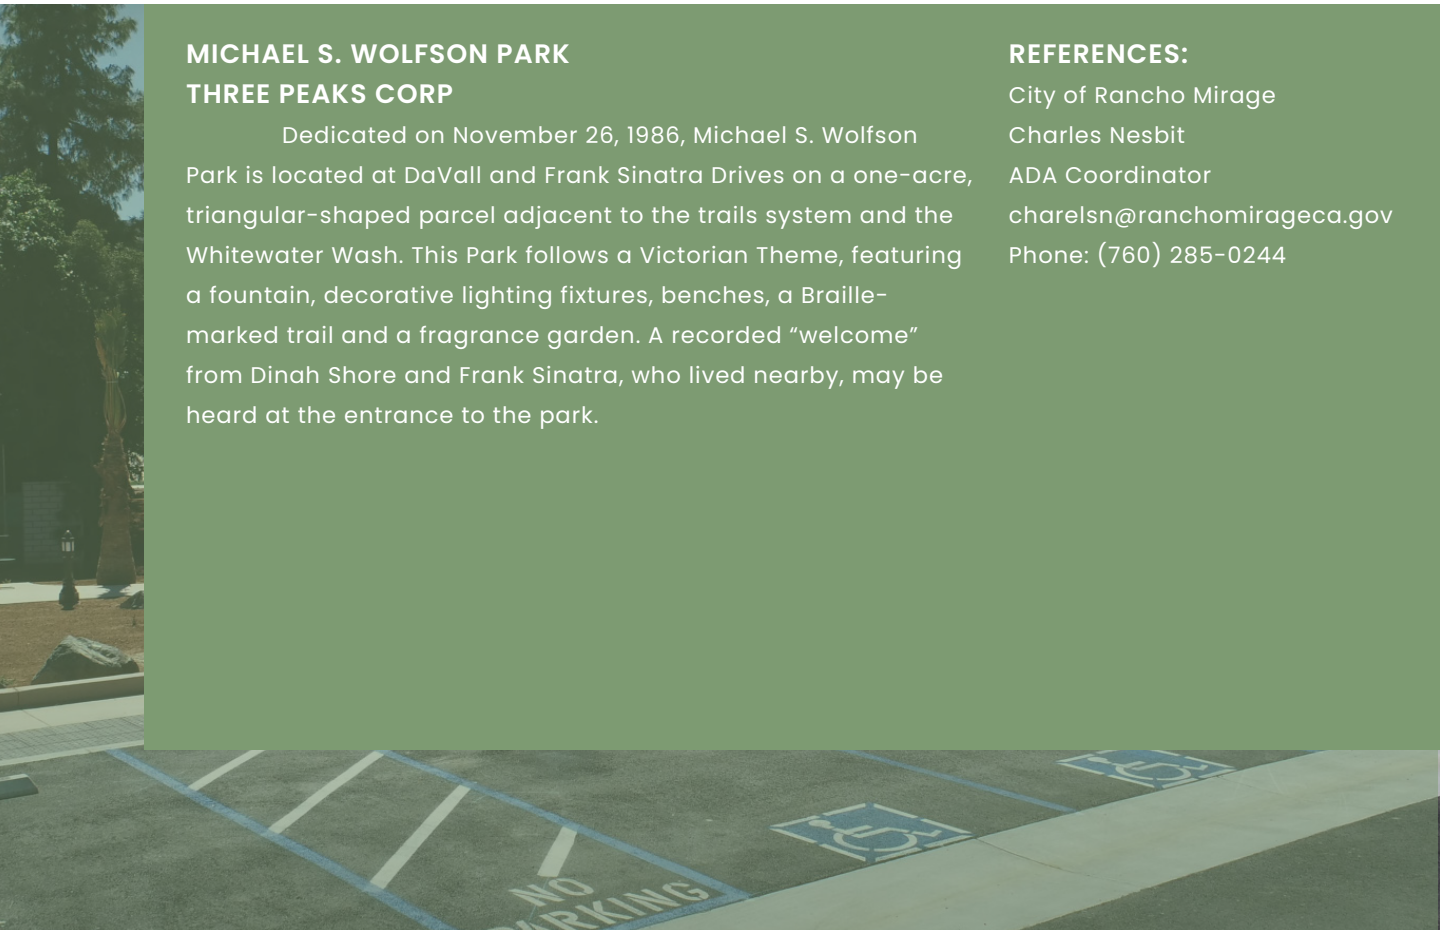 MICHAEL S. WOLFSON PARK
THREE PEAKS CORP
Dedicated on November 26, 1986, Michael S. Wolfson
Park is located at DaVall and Frank Sinatra Drives on a one-acre,
triangular-shaped parcel adjacent to the trails system and the
Whitewater Wash. This Park follows a Victorian Theme, featuring
a fountain, decorative lighting fixtures, benches, a Braille-
marked trail and a fragrance garden. A recorded “welcome”
from Dinah Shore and Frank Sinatra, who lived nearby, may be
heard at the entrance to the park.
REFERENCES:
City of Rancho Mirage
Charles Nesbit
ADA Coordinator
charelsn@ranchomirageca.gov
Phone: (760) 285-0244
NO
PARKING